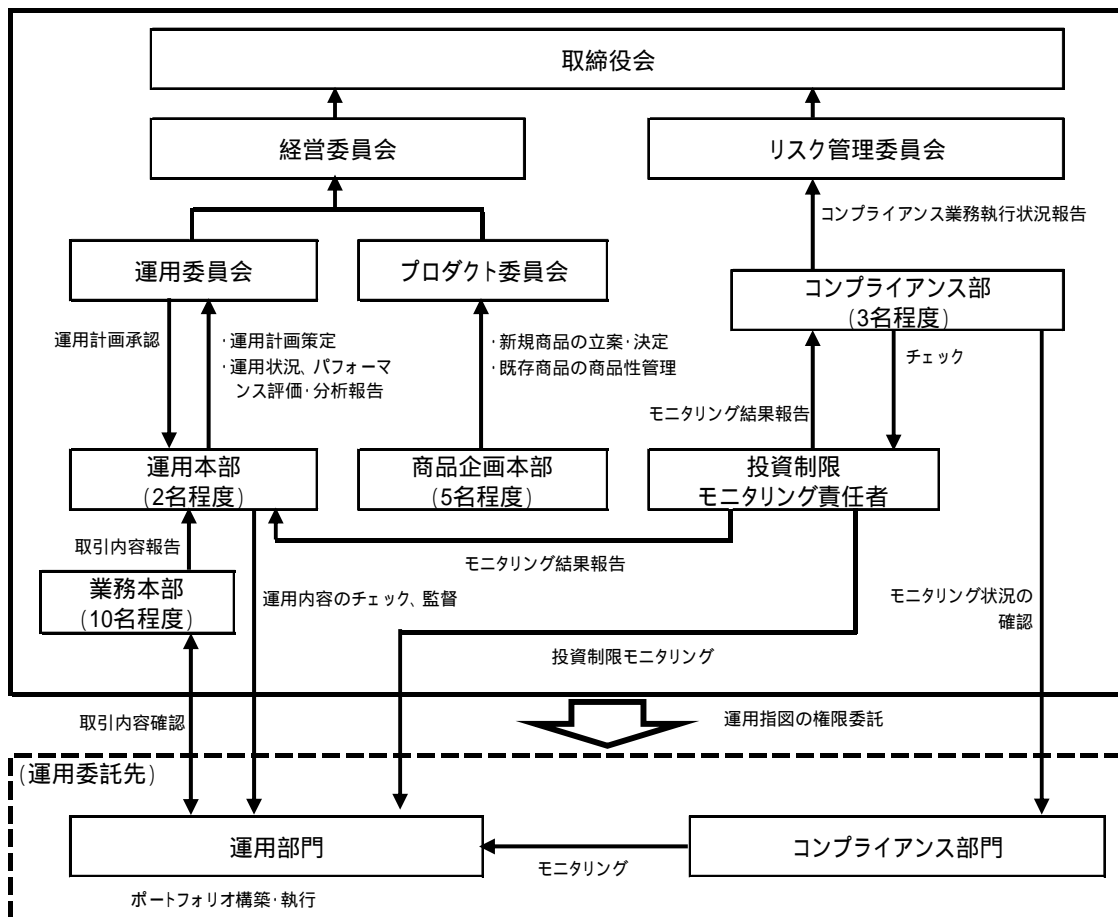 取締役会
経営委員会
リスク管理委員会
コンプライアンス業務執行状況報告
運用委員会
プロダクト委員会
コンプライアンス部
(3名程度)
運用計画承認
・運用計画策定
・運用状況、パフォーマ
ンス評価・分析報告
・新規商品の立案・決定
・既存商品の商品性管理
チェック
モニタリング結果報告
運用本部
(2名程度)
商品企画本部
(5名程度)
投資制限
モニタリング責任者
取引内容報告
モニタリング結果報告
業務本部
(10名程度)
運用内容のチェック、監督
モニタリング状況の
確認
投資制限モニタリング
取引内容確認
運用指図の権限委託
(運用委託先)
運用部門
コンプライアンス部門
モニタリング
ポートフォリオ構築・執行